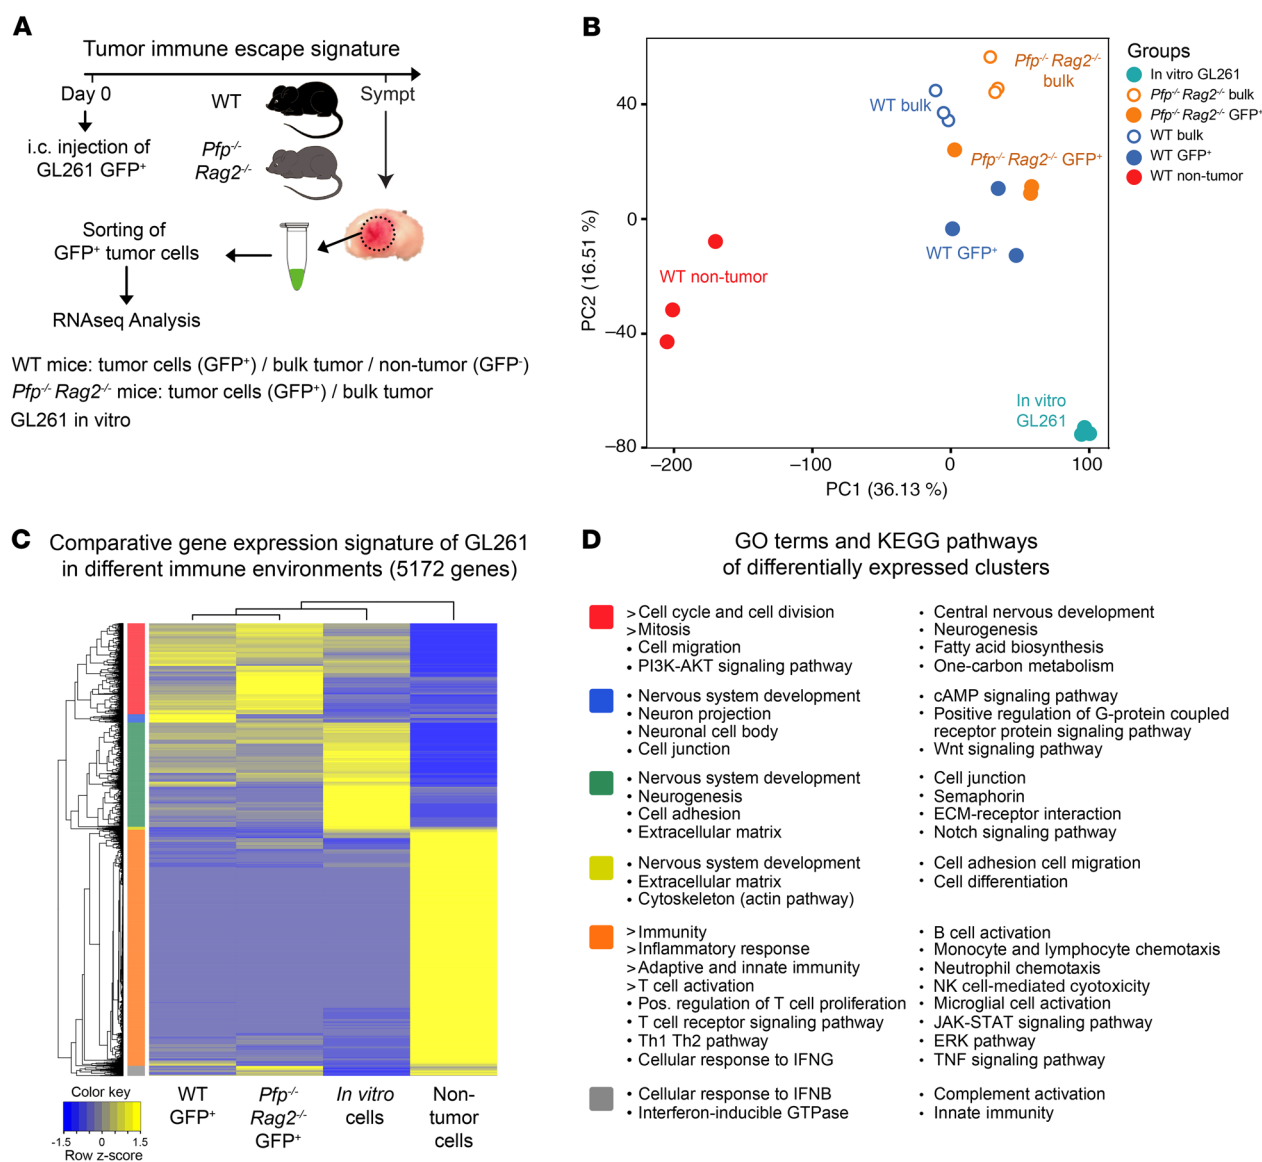 A
Tumor immune escape signature
Day 0
WT
Sympt
i.c. injection of
GL261 GFP⁺
Pfp⁻/⁻
Rag2⁻/⁻
Sorting of
GFP⁺ tumor cells
RNAseq Analysis
WT mice: tumor cells (GFP⁺) / bulk tumor / non-tumor (GFP⁻)
Pfp⁻/⁻ Rag2⁻/⁻ mice: tumor cells (GFP⁺) / bulk tumor
GL261 in vitro
B
PC2 (16.51 %)
40
0
–40
–80
–200
–100
0
100
PC1 (36.13 %)
Pfp⁻/⁻ Rag2⁻/⁻
bulk
WT bulk
Pfp⁻/⁻ Rag2⁻/⁻ GFP⁺
WT GFP⁺
WT non-tumor
In vitro
GL261
Groups
In vitro GL261
Pfp⁻/⁻ Rag2⁻/⁻ bulk
Pfp⁻/⁻ Rag2⁻/⁻ GFP⁺
WT bulk
WT GFP⁺
WT non-tumor
C
Comparative gene expression signature of GL261
in different immune environments (5172 genes)
Color key
-1.5 0 1.5
Row z-score
WT
GFP⁺
Pfp⁻/⁻
Rag2⁻/⁻
GFP⁺
In vitro
cells
Non-
tumor
cells
D
GO terms and KEGG pathways
of differentially expressed clusters
>Cell cycle and cell division
>Mitosis
• Cell migration
• PI3K-AKT signaling pathway
• Central nervous development
• Neurogenesis
• Fatty acid biosynthesis
• One-carbon metabolism
• Nervous system development
• Neuron projection
• Neuronal cell body
• Cell junction
• cAMP signaling pathway
• Positive regulation of G-protein coupled
receptor protein signaling pathway
• Wnt signaling pathway
• Nervous system development
• Neurogenesis
• Cell adhesion
• Extracellular matrix
• Cell junction
• Semaphorin
• ECM-receptor interaction
• Notch signaling pathway
• Nervous system development
• Extracellular matrix
• Cytoskeleton (actin pathway)
• Cell adhesion cell migration
• Cell differentiation
>Immunity
>Inflammatory response
>Adaptive and innate immunity
>T cell activation
• Pos. regulation of T cell proliferation
• T cell receptor signaling pathway
• Th1 Th2 pathway
• Cellular response to IFNG
• B cell activation
• Monocyte and lymphocyte chemotaxis
• Neutrophil chemotaxis
• NK cell-mediated cyotoxicity
• Microglial cell activation
• JAK-STAT signaling pathway
• ERK pathway
• TNF signaling pathway
• Cellular response to IFNB
• Interferon-inducible GTPase
• Complement activation
• Innate immunity